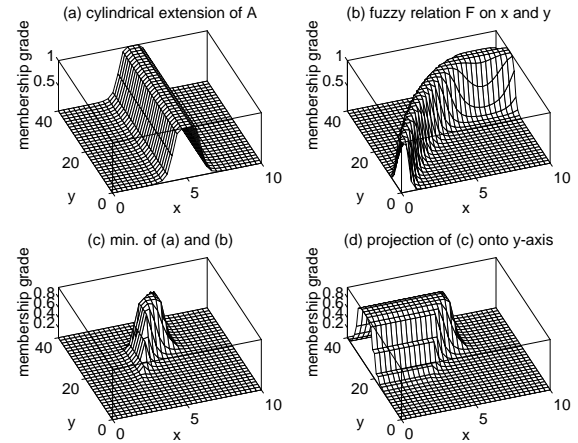 (a) cylindrical extension of A
membership grade
1
0.5
40
20
0
y
0
5
10
x
(b) fuzzy relation F on x and y
membership grade
1
0.5
40
20
0
y
0
5
10
x
(c) min. of (a) and (b)
membership grade
0.8
0.6
0.4
0.2
40
20
0
y
0
5
10
x
(d) projection of (c) onto y-axis
membership grade
0.8
0.6
0.4
0.2
40
20
0
y
0
5
10
x